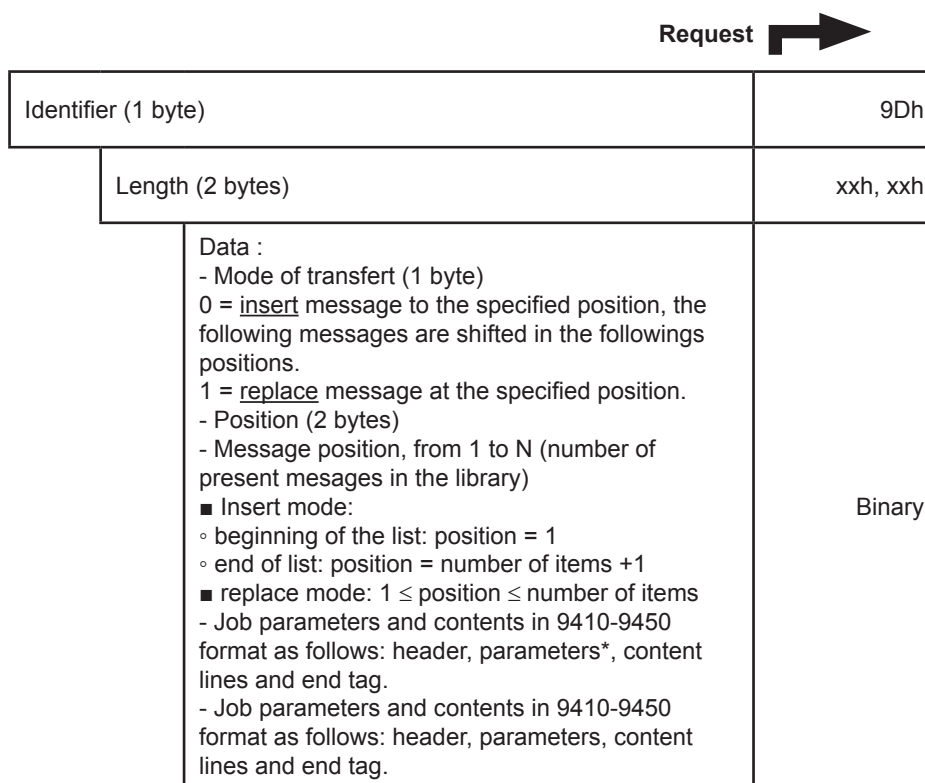 Request
Identifier (1 byte) 9Dh
Length (2 bytes) xxh, xxh
Data :
- Mode of transfert (1 byte)
0 = insert message to the specified position, the
following messages are shifted in the followings
positions.
1 = replace message at the specified position.
- Position (2 bytes)
- Message position, from 1 to N (number of
present mesages in the library)
■ Insert mode:
◦ beginning of the list: position = 1
◦ end of list: position = number of items +1
■ replace mode: 1 ≤ position ≤ number of items
- Job parameters and contents in 9410-9450
format as follows: header, parameters*, content
lines and end tag.
- Job parameters and contents in 9410-9450
format as follows: header, parameters, content
lines and end tag.
Binary